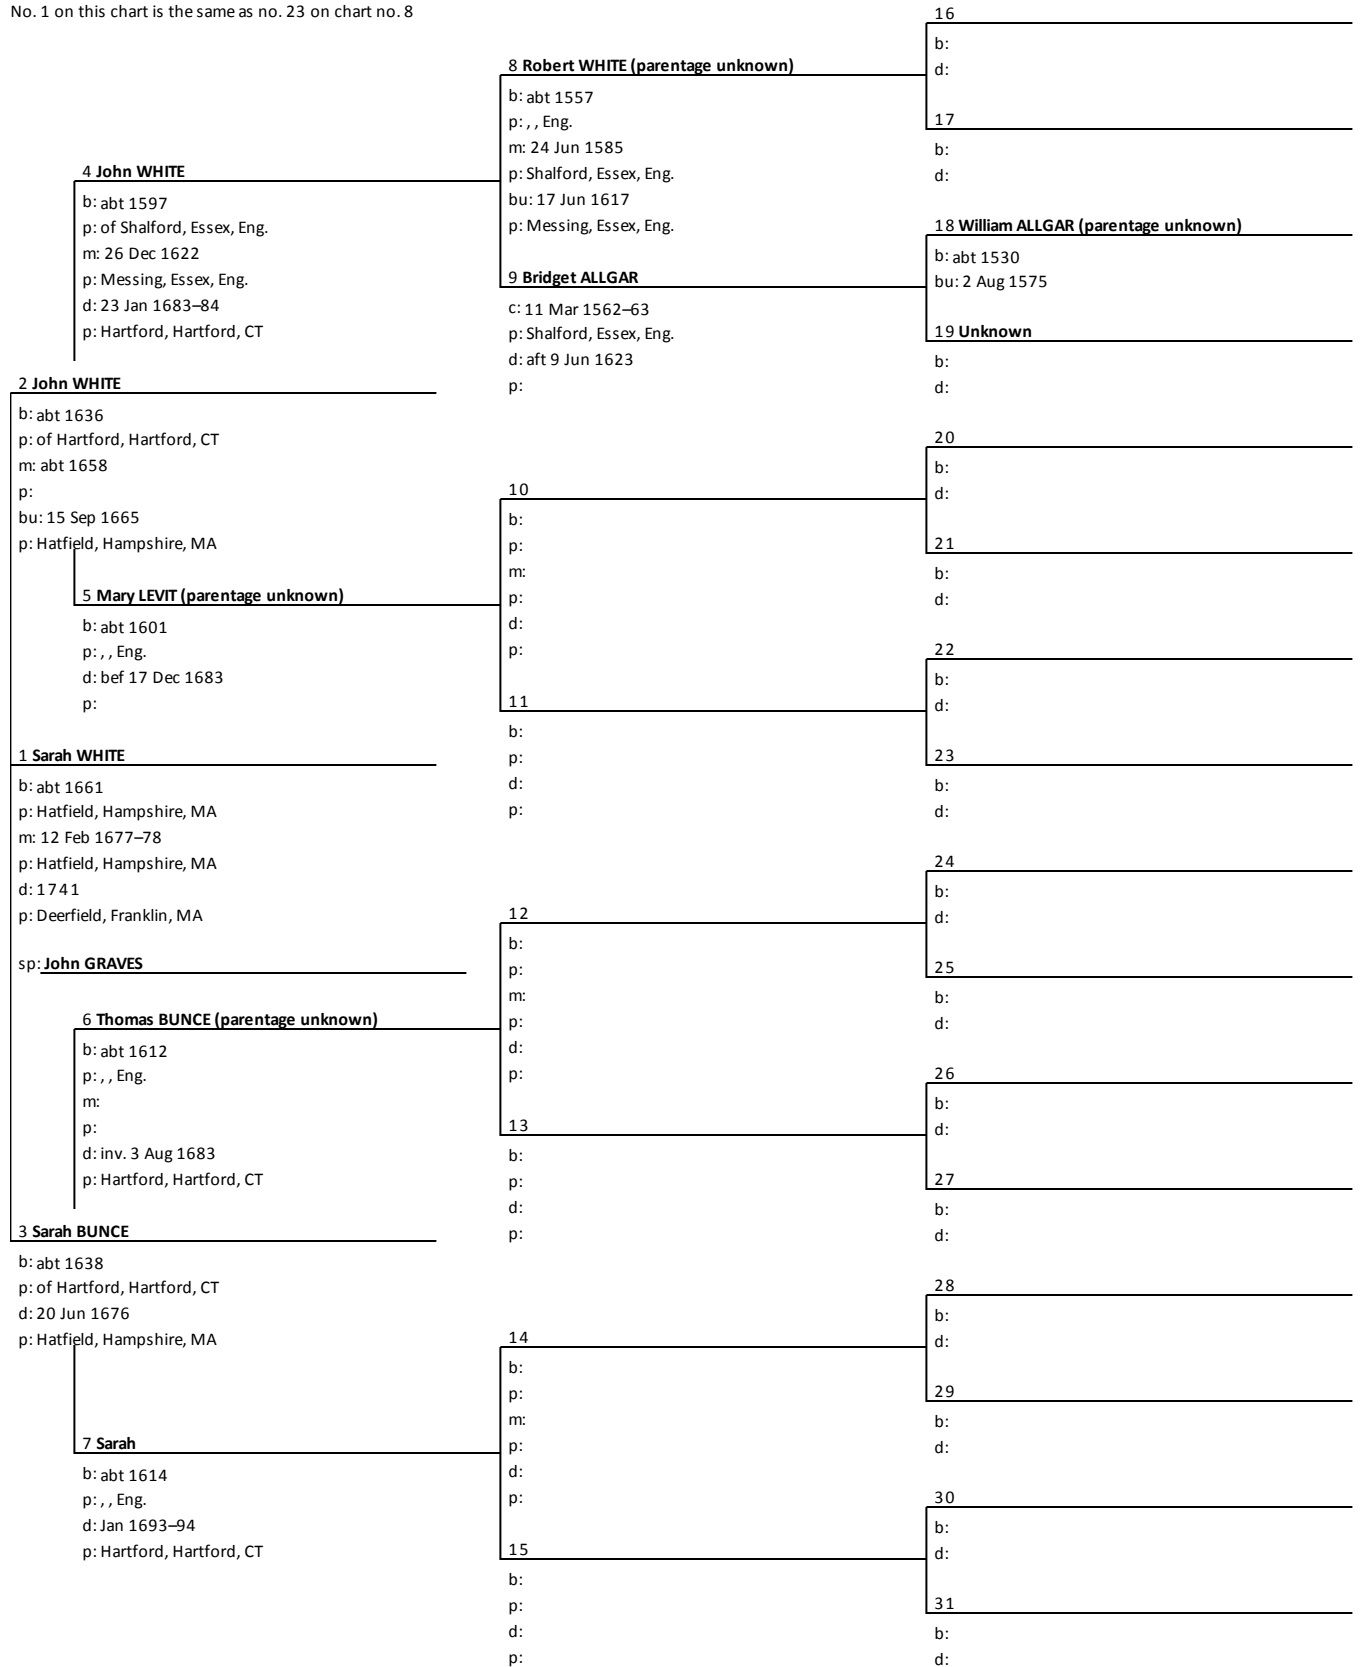 No. 1 on this chart is the same as no. 23 on chart no. 8
4 John WHITE
b: abt 1597
p: of Shalford, Essex, Eng.
m: 26 Dec 1622
p: Messing, Essex, Eng.
d: 23 Jan 1683–84
p: Hartford, Hartford, CT
2 John WHITE
b: abt 1636
p: of Hartford, Hartford, CT
m: abt 1658
p:
bu: 15 Sep 1665
p: Hatfield, Hampshire, MA
5 Mary LEVIT (parentage unknown)
b: abt 1601
p: , , Eng.
d: bef 17 Dec 1683
p:
1 Sarah WHITE
b: abt 1661
p: Hatfield, Hampshire, MA
m: 12 Feb 1677–78
p: Hatfield, Hampshire, MA
d: 1741
p: Deerfield, Franklin, MA
sp: John GRAVES
6 Thomas BUNCE (parentage unknown)
b: abt 1612
p: , , Eng.
m:
p:
d: inv. 3 Aug 1683
p: Hartford, Hartford, CT
3 Sarah BUNCE
b: abt 1638
p: of Hartford, Hartford, CT
d: 20 Jun 1676
p: Hatfield, Hampshire, MA
7 Sarah
b: abt 1614
p: , , Eng.
d: Jan 1693–94
p: Hartford, Hartford, CT
8 Robert WHITE (parentage unknown)
b: abt 1557
p: , , Eng.
m: 24 Jun 1585
p: Shalford, Essex, Eng.
bu: 17 Jun 1617
p: Messing, Essex, Eng.
9 Bridget ALLGAR
c: 11 Mar 1562–63
p: Shalford, Essex, Eng.
d: aft 9 Jun 1623
p:
10
b:
p:
m:
p:
d:
p:
11
b:
p:
d:
p:
12
b:
p:
m:
p:
d:
p:
13
b:
p:
d:
p:
14
b:
p:
m:
p:
d:
p:
15
b:
p:
d:
p:
16
b:
d:
17
b:
d:
18 William ALLGAR (parentage unknown)
b: abt 1530
bu: 2 Aug 1575
19 Unknown
b:
d:
20
b:
d:
21
b:
d:
22
b:
d:
23
b:
d:
24
b:
d:
25
b:
d:
26
b:
d:
27
b:
d:
28
b:
d:
29
b:
d:
30
b:
d:
31
b:
d: